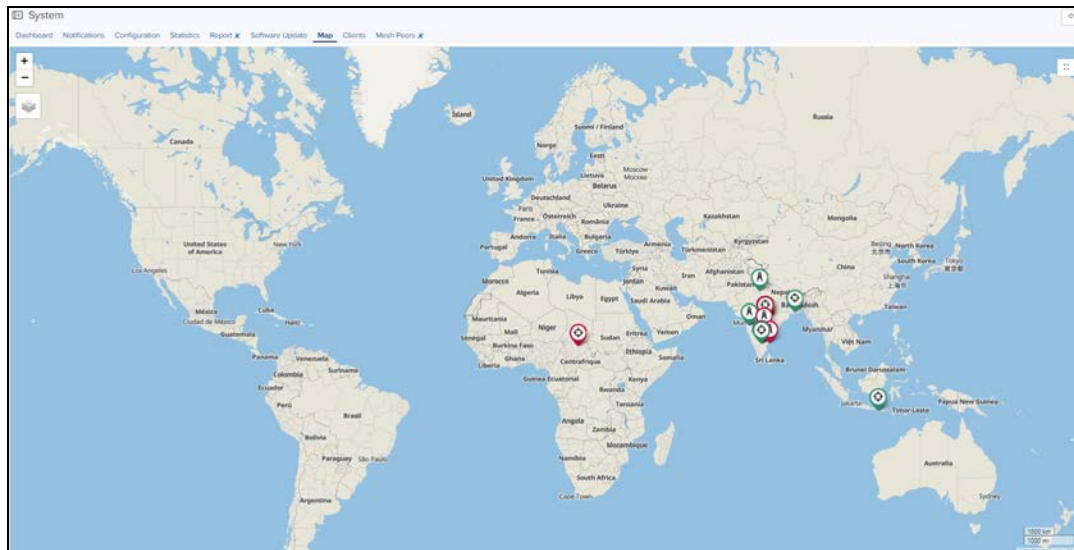 System
Dashboard Notifications Configuration Statistics Report Software Update Map Clients Mesh Peers
+
−
Ísland
Suomi / Finland
Russia
Norge
Canada
Eesti
Moscow
Москва
United Kingdom
Lietuva
Belarus
Deutschland
Paris
Ukraine
France
Österreich
România
Kazakhstan
Mongolia
Andorra
Italia
Bulgaria
United States
of America
New York
Portugal
Greece
Türkiye
Armenia
Türkmenistan
Kyrgyzstan
Beijing
北京市
North Korea
South Korea
Tokyo
東京都
Los Angeles
Tunisia
Syria
Iran
Afghanistan
China
Morocco
Jordan
Kuwait
Pakistan
Shanghai
上海市
Algeria
Libya
Egypt
Saudi Arabia
Nepal
México
Ciudad de México
Cuba
Haiti
Mauritania
Oman
Taiwan
Mali
Niger
Sudan
Eritrea
Yemen
Myanmar
Guatemala
Senegal
Burkina Faso
Việt Nam
Panama
Venezuela
Ghana
Liberia
Centrafrique
Ethiopia
Somalia
Sri Lanka
Colombia
Suriname
Guinea Ecuatorial
Kenya
Brunei Darussalam
Ecuador
Rwanda
Perú
Tanzania
Jakarta
Timor-Leste
Papua New Guinea
Brasil
Angola
Zambia
Bolivia
Mozambique
Paraguay
São Paulo
Namibia
Australia
South Africa
Argentina
Cape Town
Sydney
1000 km
1000 mi